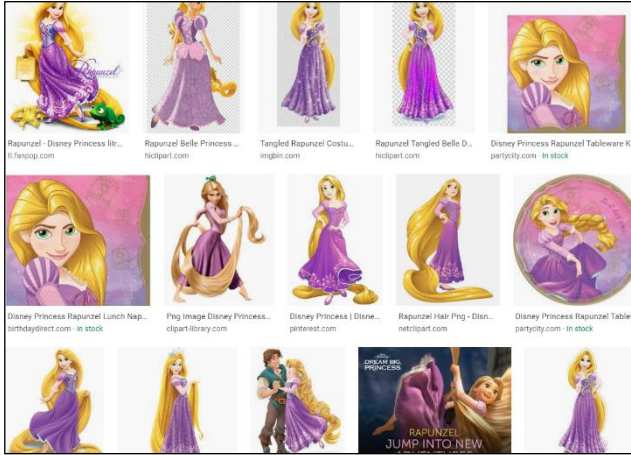 Rapunzel
Rapunzel - Disney Princess litr...
fanpop.com
Rapunzel Belle Princess ...
hiclipart.com
Tangled Rapunzel Costu...
imgbin.com
Rapunzel Tangled Belle D...
hiclipart.com
Disney Princess Rapunzel Tableware K
partycity.com · In stock
Disney Princess Rapunzel Lunch Nap...
birthdaydirect.com · In stock
Png Image Disney Princess...
clipart-library.com
Disney Princess | Disne...
pinterest.com
Rapunzel Hair Png - Disn...
netclipart.com
Disney Princess Rapunzel Table
partycity.com · In stock
DREAM BIG,
PRINCESS
RAPUNZEL
JUMP INTO NEW
ADVENTURES